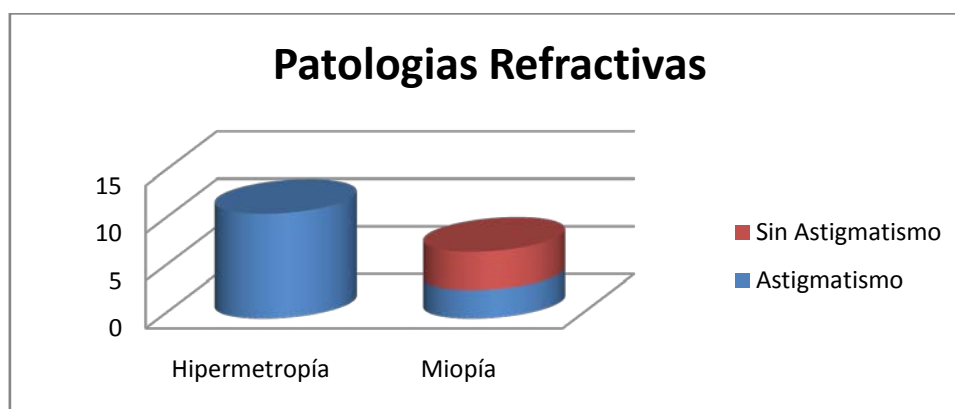 Patologias Refractivas
15
10
5
0
Hipermetropía
Miopía
Sin Astigmatismo
Astigmatismo